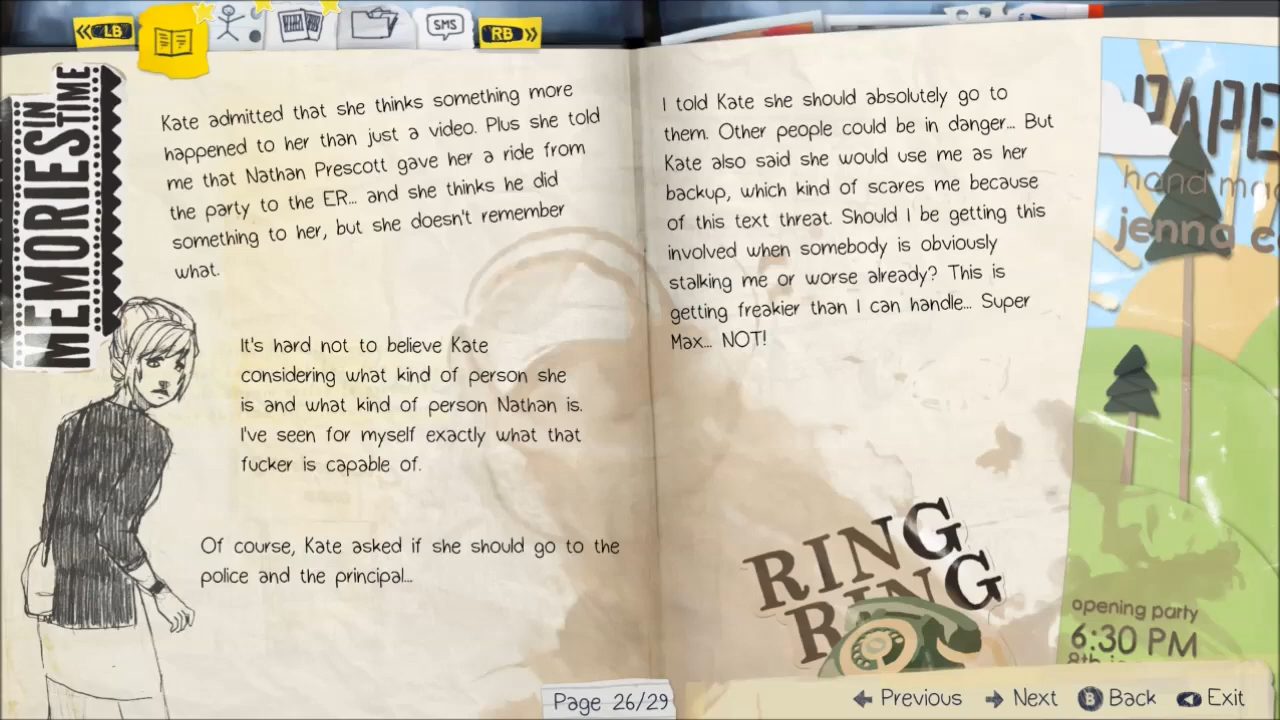 LB
SMS
RB
MEMORIES IN TIME
Kate admitted that she thinks something more
happened to her than just a video. Plus she told
me that Nathan Prescott gave her a ride from
the party to the ER... and she thinks he did
something to her, but she doesn't remember
what.
It's hard not to believe Kate
considering what kind of person she
is and what kind of person Nathan is.
I've seen for myself exactly what that
fucker is capable of.
Of course, Kate asked if she should go to the
police and the principal...
I told Kate she should absolutely go to
them. Other people could be in danger... But
Kate also said she would use me as her
backup, which kind of scares me because
of this text threat. Should I be getting this
involved when somebody is obviously
stalking me or worse already? This is
getting freakier than I can handle... Super
Max... NOT!
RING
RING
PAPE
hand ma
jenna c
opening party
6:30 PM
8th
Page 26/29
Previous
Next
B Back
Exit